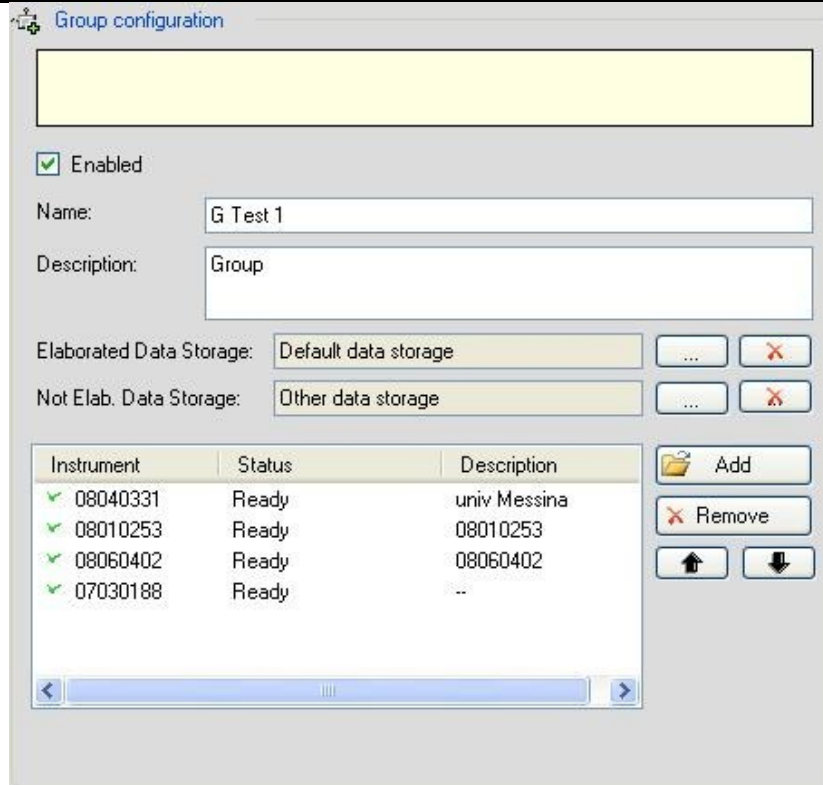 Group configuration
Enabled
Name: G Test 1
Description: Group
Elaborated Data Storage: Default data storage ...
Not Elab. Data Storage: Other data storage ...
Instrument Status Description Add
08040331 Ready univ Messina
08010253 Ready 08010253 Remove
08060402 Ready 08060402
07030188 Ready --